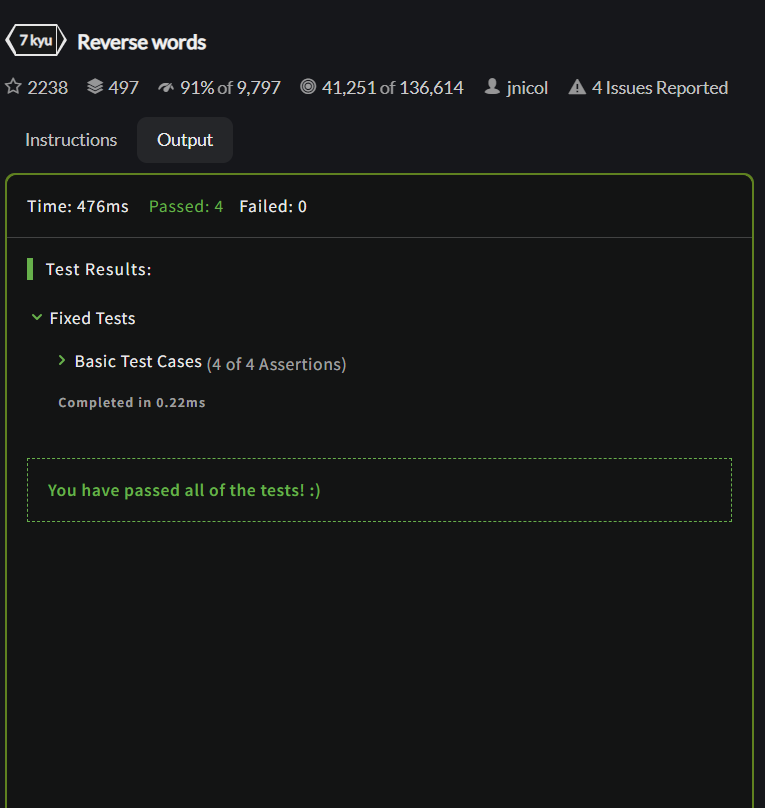 7 kyu Reverse words
2238 497 91% of 9,797 41,251 of 136,614 jnicol 4 Issues Reported
Instructions Output
Time: 476ms Passed: 4 Failed: 0
Test Results:
Fixed Tests
Basic Test Cases (4 of 4 Assertions)
Completed in 0.22ms
You have passed all of the tests! :)